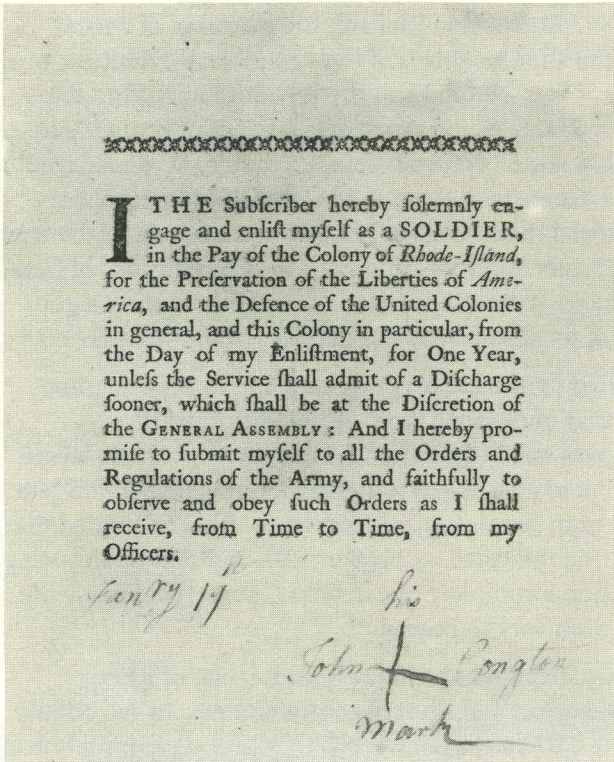 I THE Subſcriber hereby ſolemnly en-
gage and enliſt myſelf as a SOLDIER,
in the Pay of the Colony of Rhode-Iſland,
for the Preſervation of the Liberties of Ame-
rica, and the Defence of the United Colonies
in general, and this Colony in particular, from
the Day of my Enliſtment, for One Year,
unleſs the Service ſhall admit of a Diſcharge
ſooner, which ſhall be at the Diſcretion of
the GENERAL ASSEMBLY : And I hereby pro-
miſe to ſubmit myſelf to all the Orders and
Regulations of the Army, and faithfully to
obſerve and obey ſuch Orders as I ſhall
receive, from Time to Time, from my
Officers.
Janry 19th
his
John Congton
mark